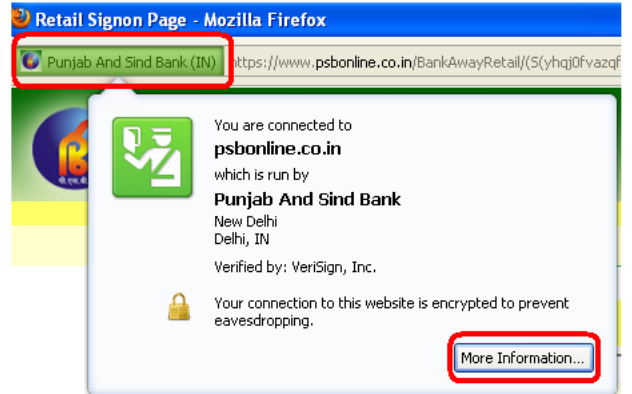 Retail Signon Page - Mozilla Firefox
Punjab And Sind Bank (IN) https://www.psbonline.co.in/BankAwayRetail/(S(yhqj0fvazqf
You are connected to
psbonline.co.in
which is run by
Punjab And Sind Bank
New Delhi
Delhi, IN
Verified by: VeriSign, Inc.
Your connection to this website is encrypted to prevent
eavesdropping.
More Information...